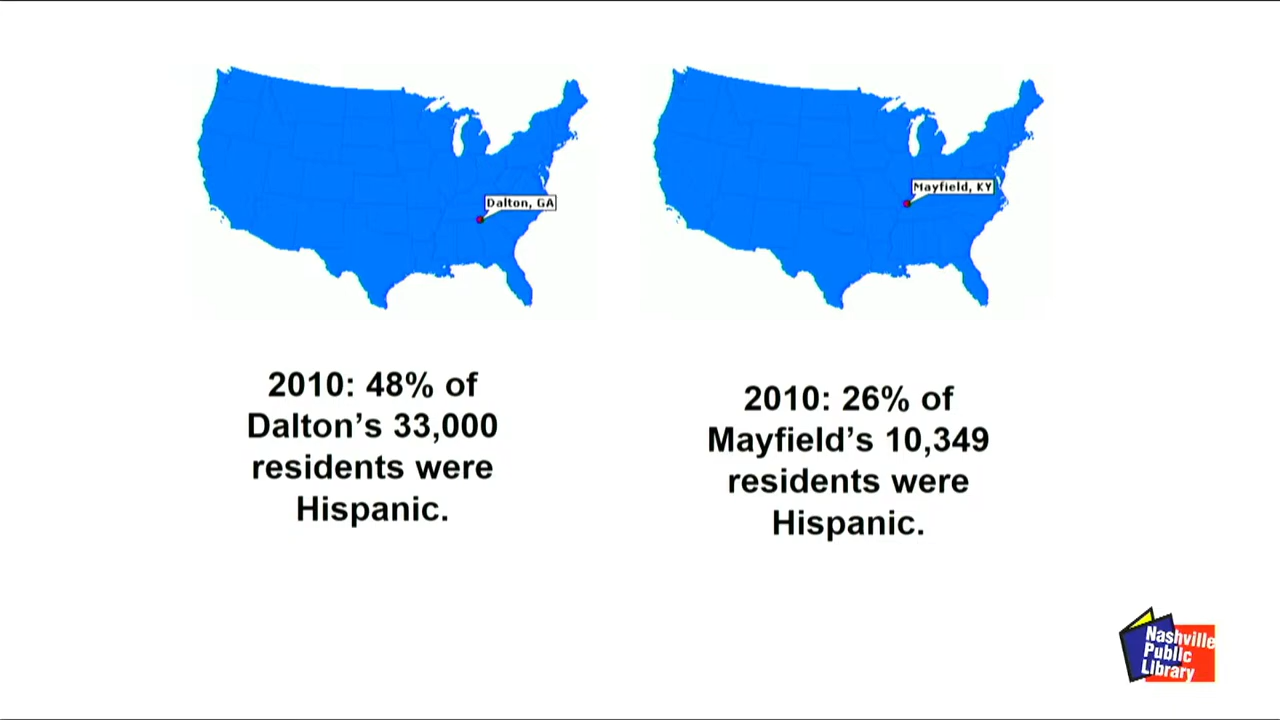 Dalton, GA
Mayfield, KY
2010: 48% of
Dalton’s 33,000
residents were
Hispanic.
2010: 26% of
Mayfield’s 10,349
residents were
Hispanic.
Nashville
Public
Library